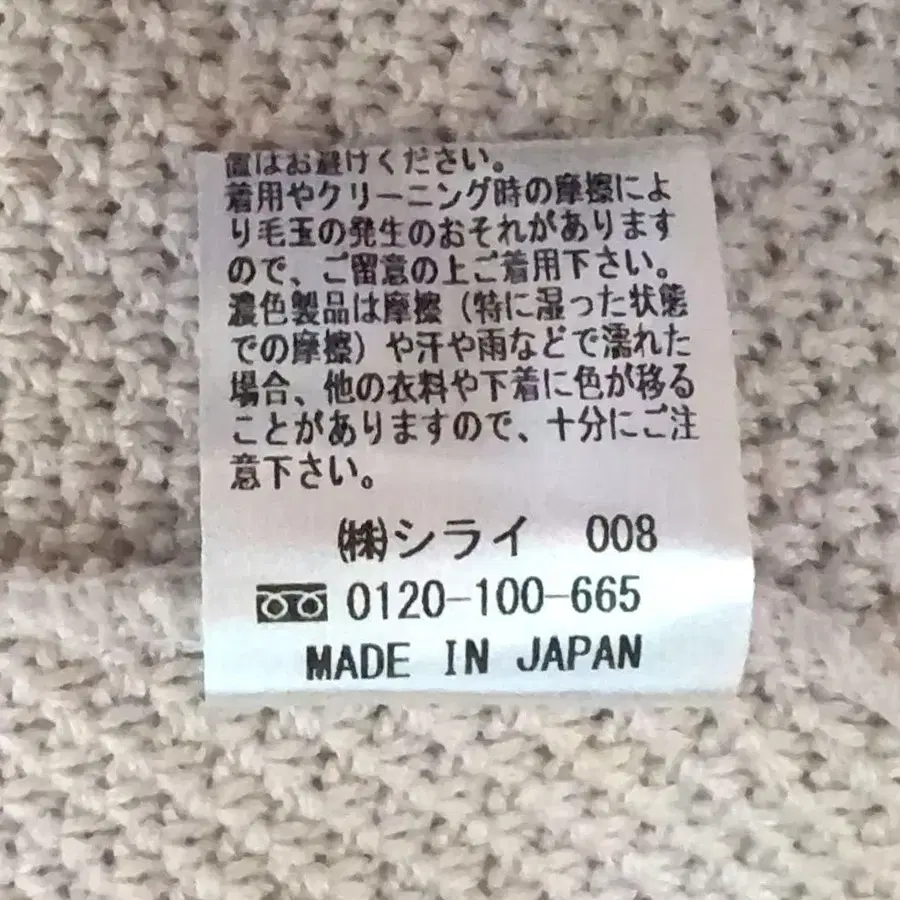 置はお避けください。
着用やクリーニング時の摩擦によ
り毛玉の発生のおそれがあります
ので、ご留意の上ご着用下さい。
濃色製品は摩擦（特に湿った状態
での摩擦）や汗や雨などで濡れた
場合、他の衣料や下着に色が移る
ことがありますので、十分にご注
意下さい。
㈱シライ 008
0120-100-665
MADE IN JAPAN